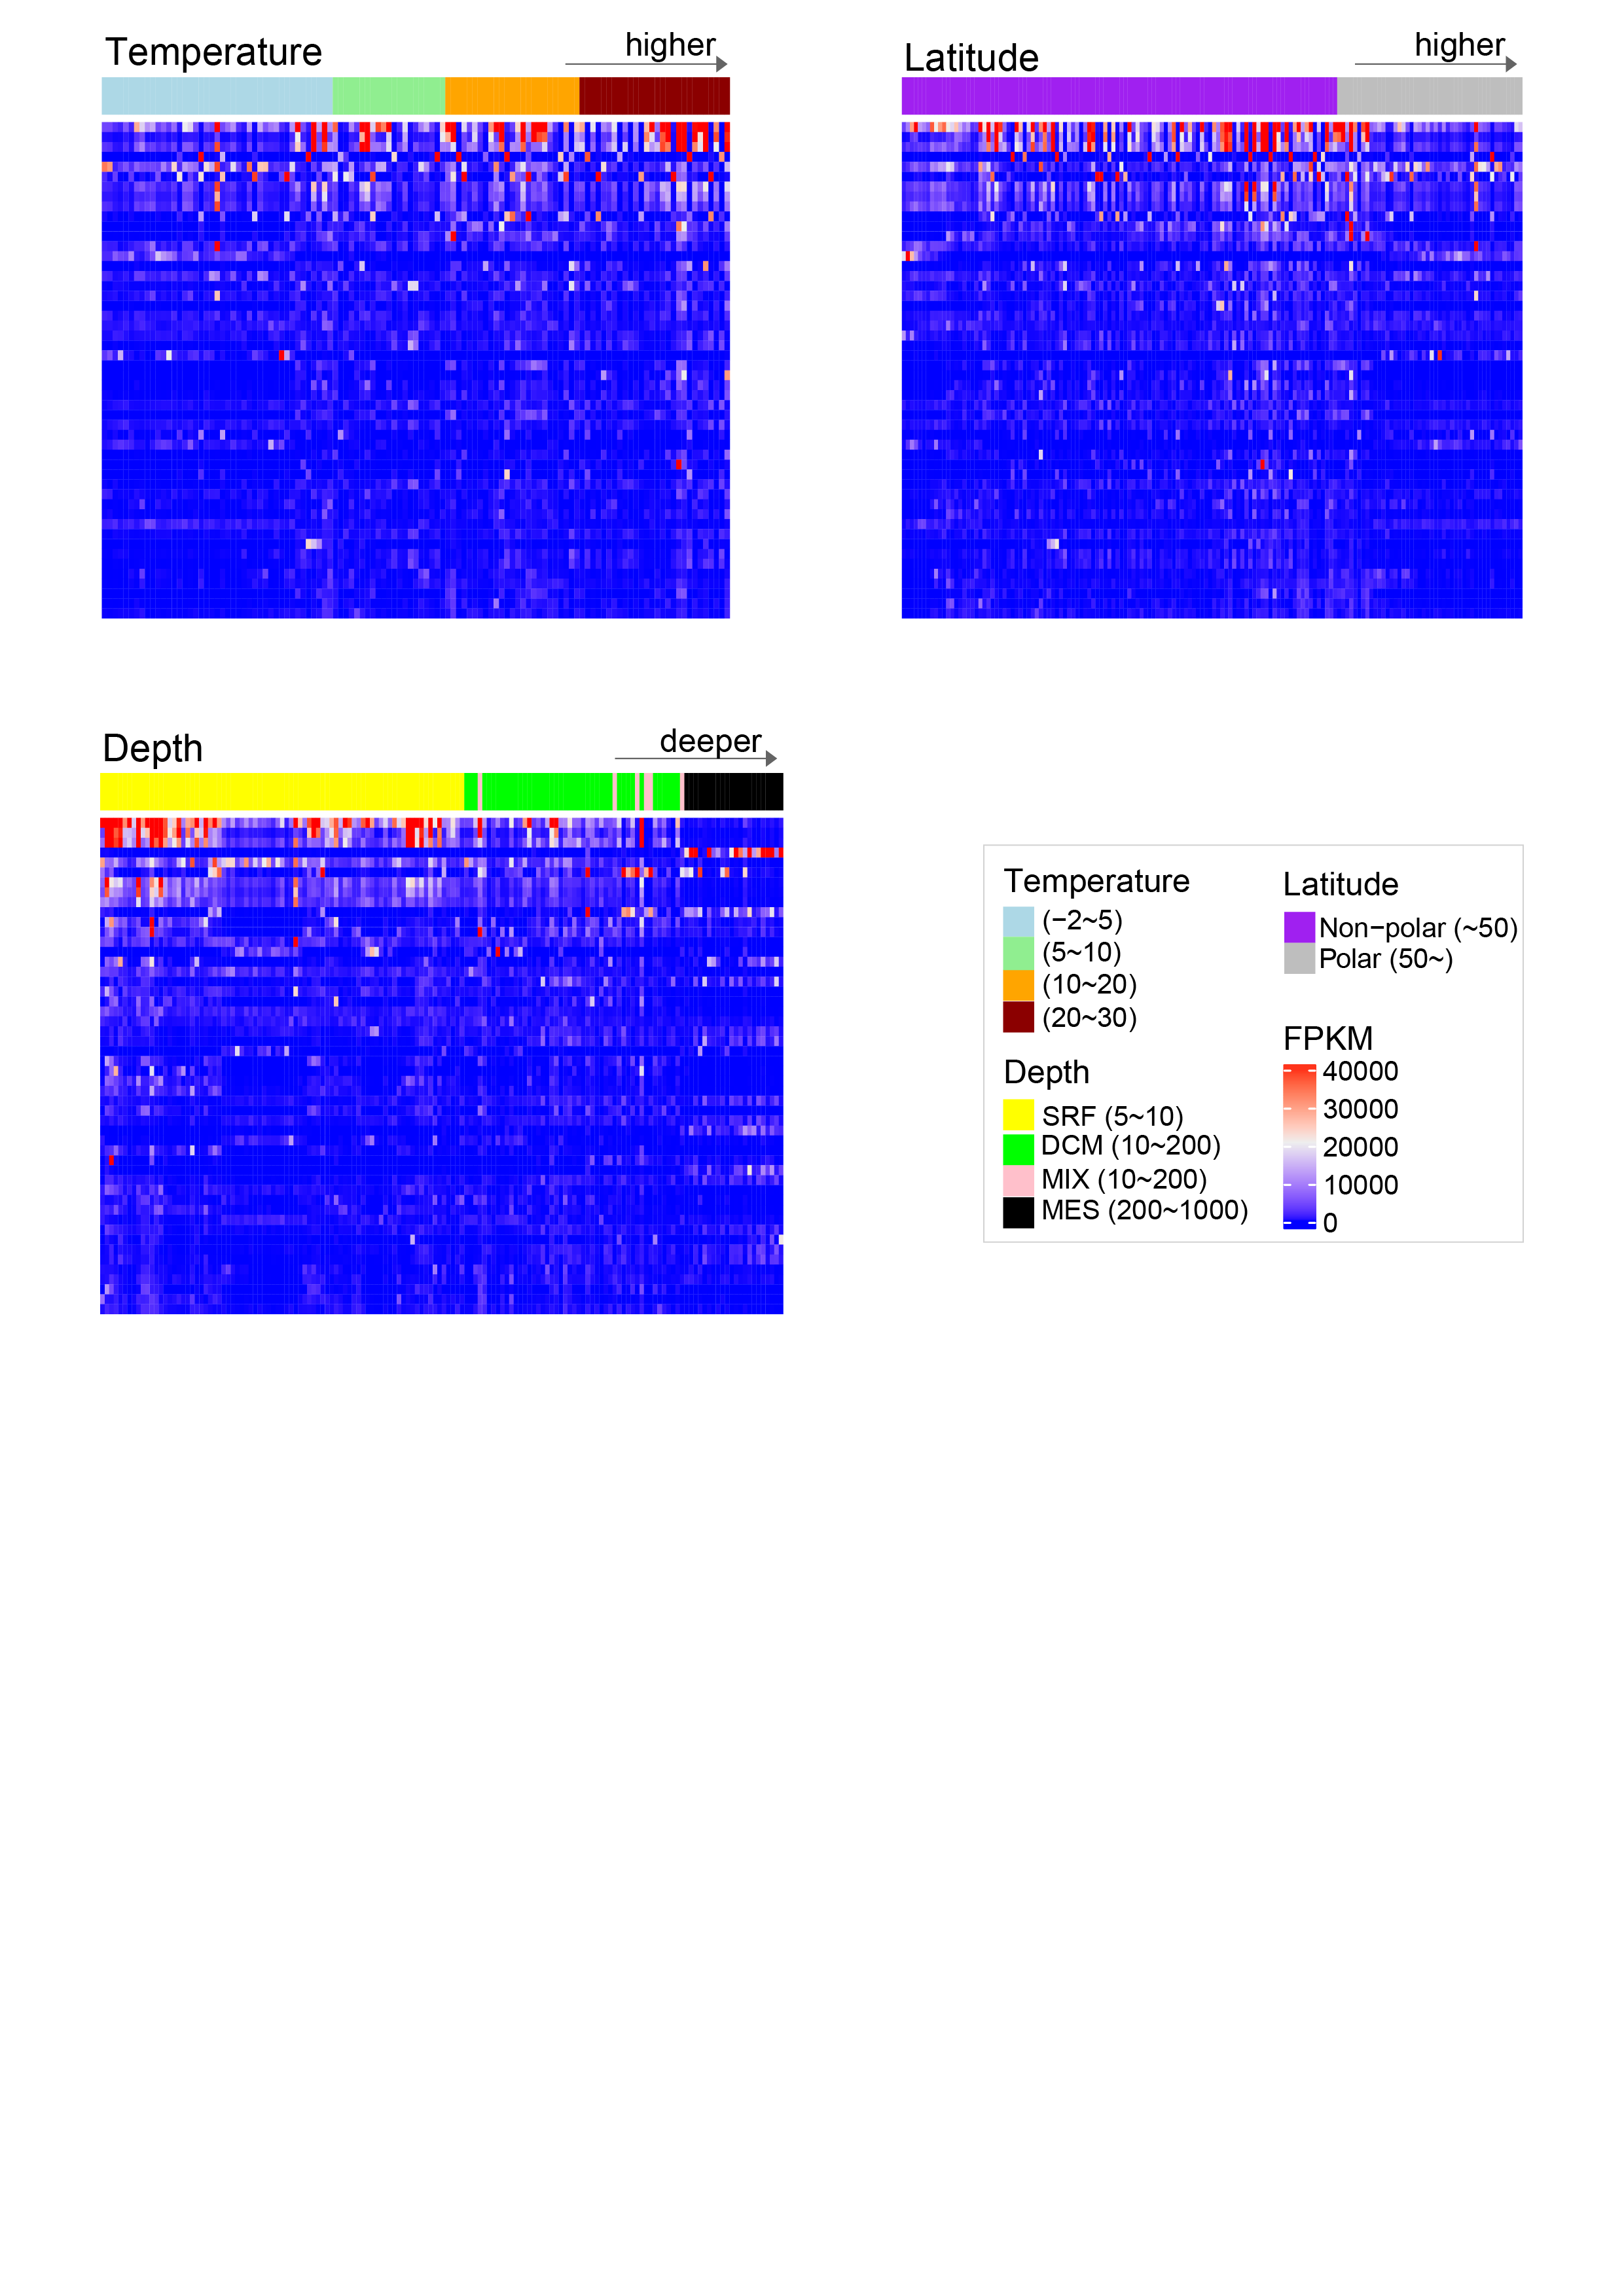 Temperature
higher
Latitude
higher
Depth
deeper
Temperature
(−2~5)
(5~10)
(10~20)
(20~30)
Depth
SRF (5~10)
DCM (10~200)
MIX (10~200)
MES (200~1000)
Latitude
Non−polar (~50)
Polar (50~)
FPKM
40000
30000
20000
10000
0